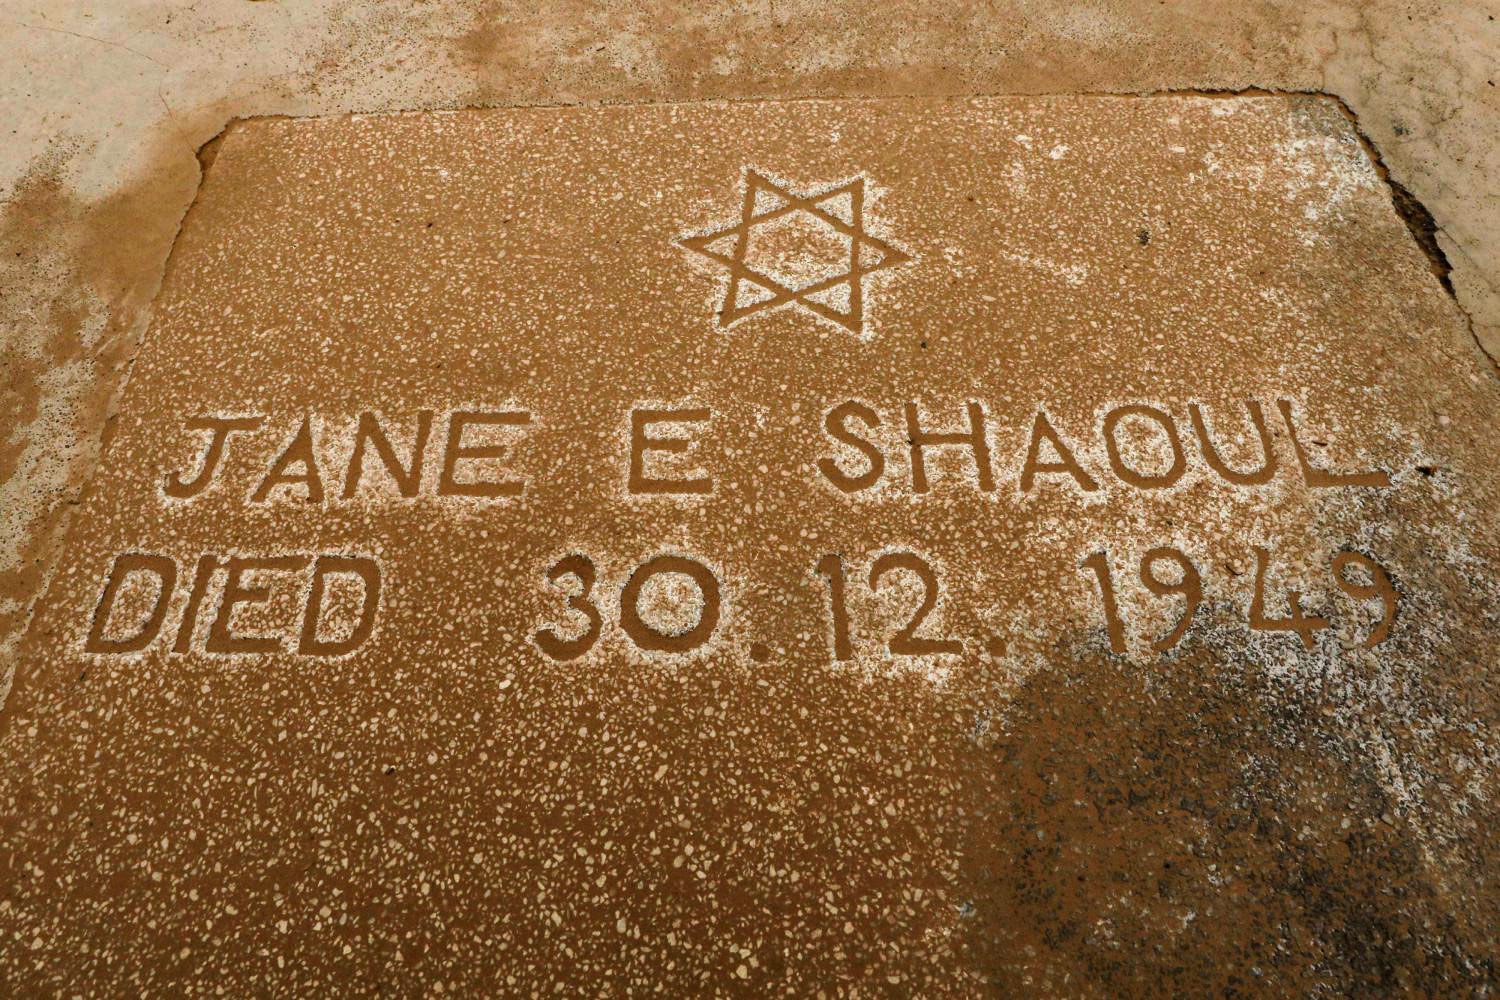 JANE E SHAOUL
DIED 30.12.1949